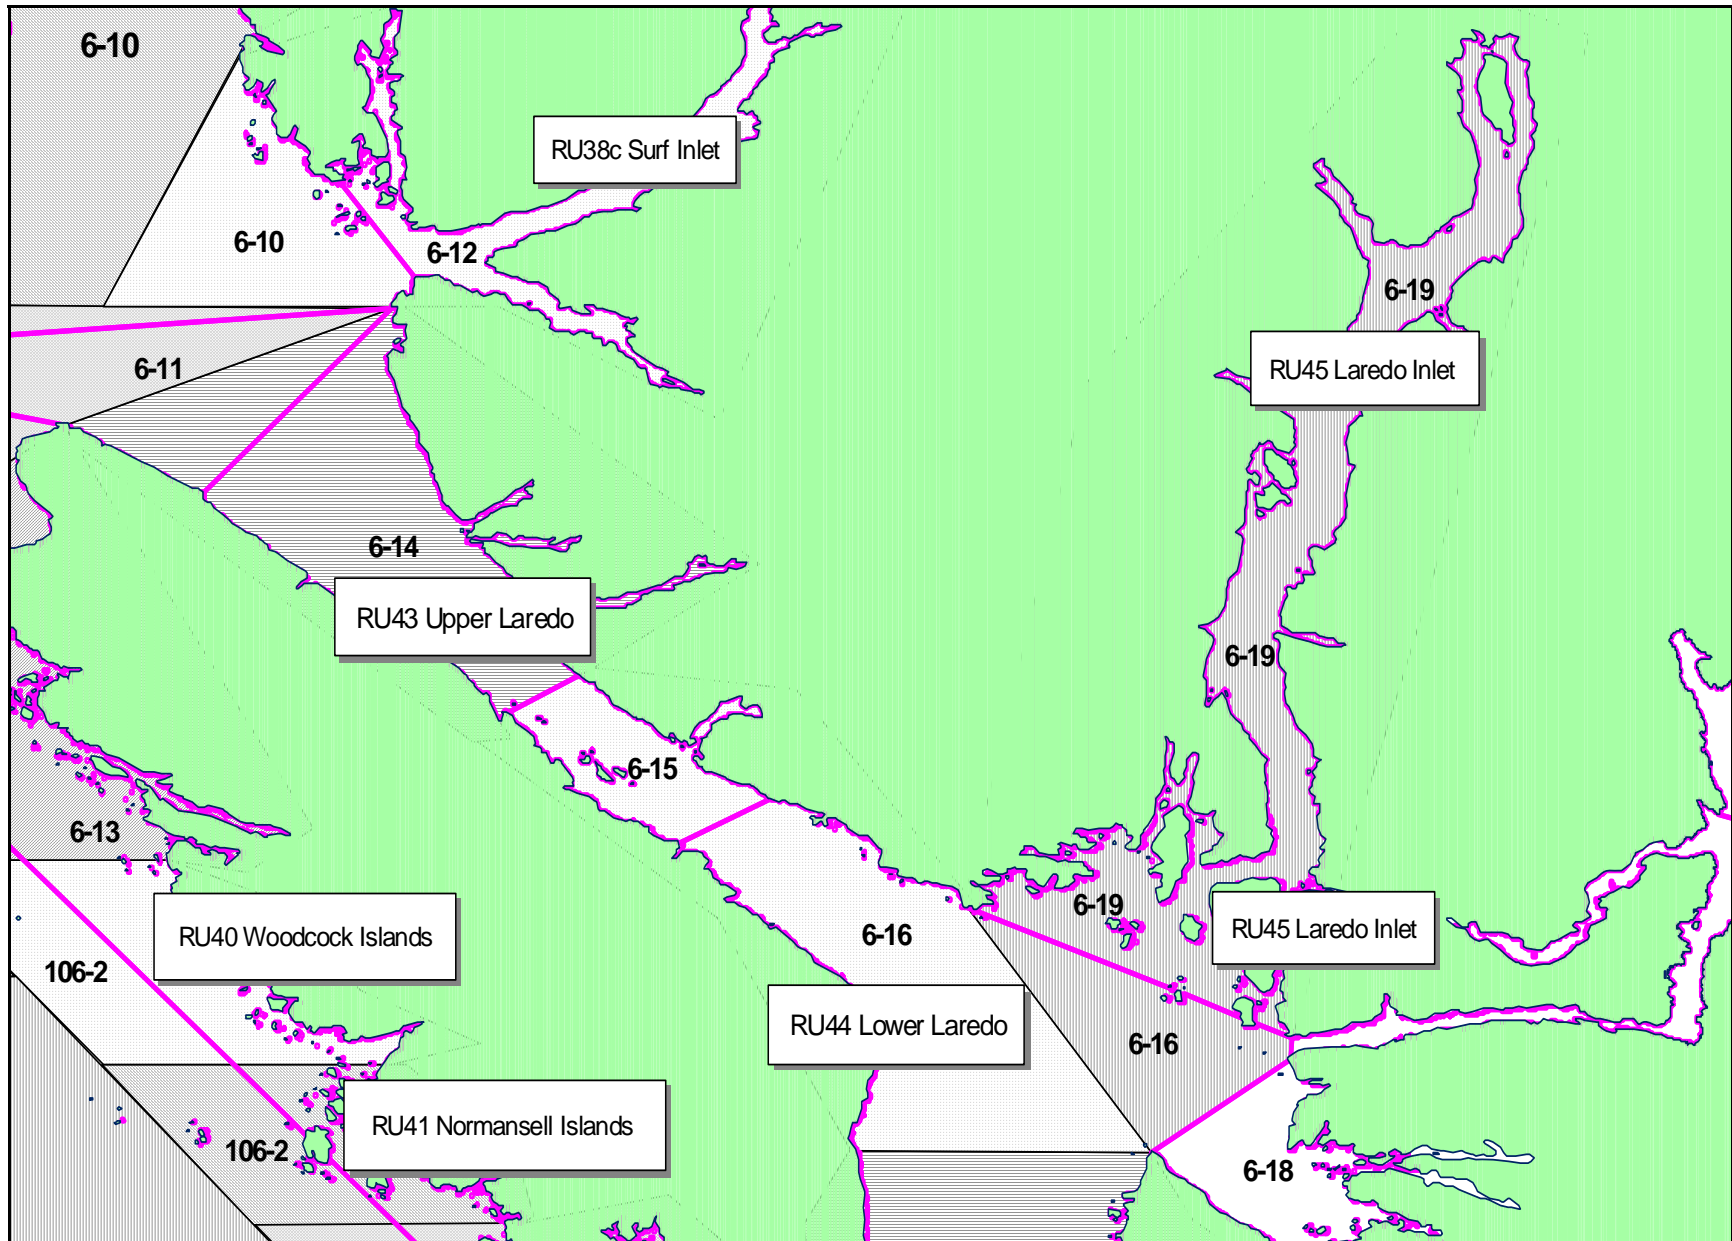 6-10
RU38c Surf Inlet
6-10
6-12
6-19
6-11
RU45 Laredo Inlet
6-14
RU43 Upper Laredo
6-19
6-15
6-13
6-19
RU40 Woodcock Islands
6-16
RU45 Laredo Inlet
106-2
RU44 Lower Laredo
6-16
RU41 Normansell Islands
106-2
6-18